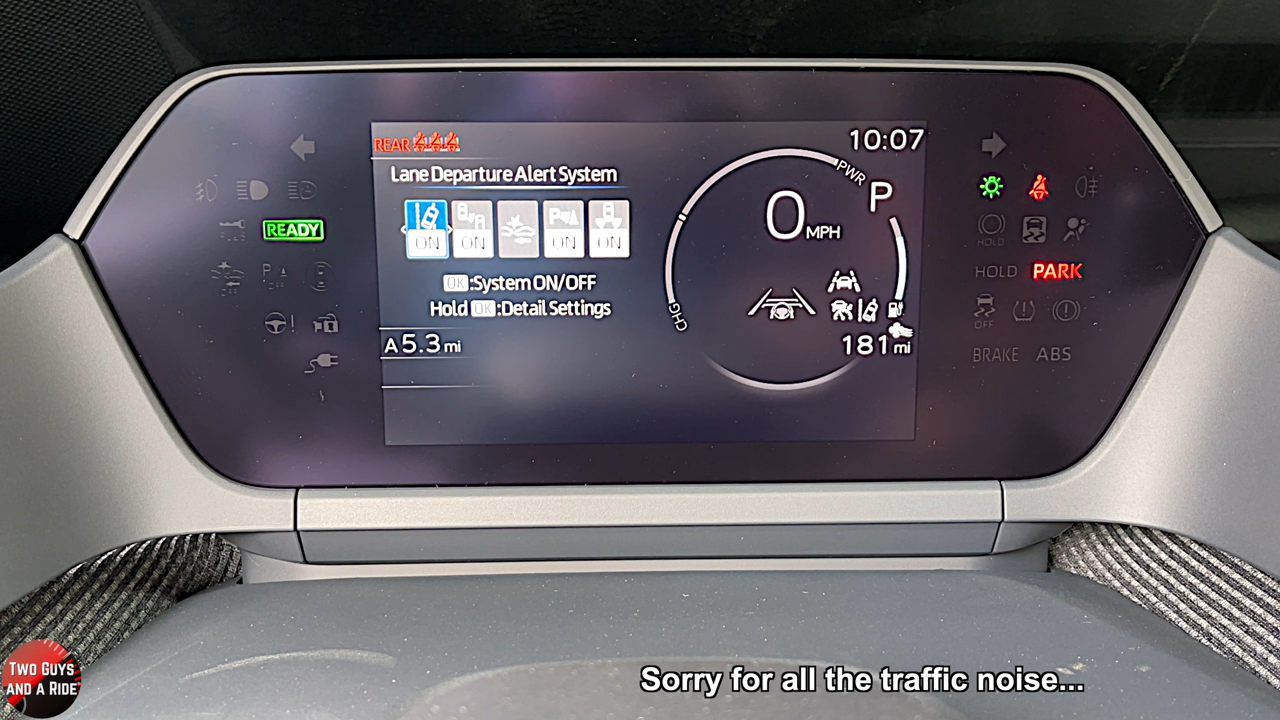 REAR
10:07
Lane Departure Alert System
PWR
P
0 MPH
ON ON ON ON
READY
HOLD
HOLD PARK
OK :System ON/OFF
Hold OK :Detail Settings
CHG
OFF
A 5.3 mi
181 mi
BRAKE ABS
TWO GUYS
AND A RIDE
Sorry for all the traffic noise...